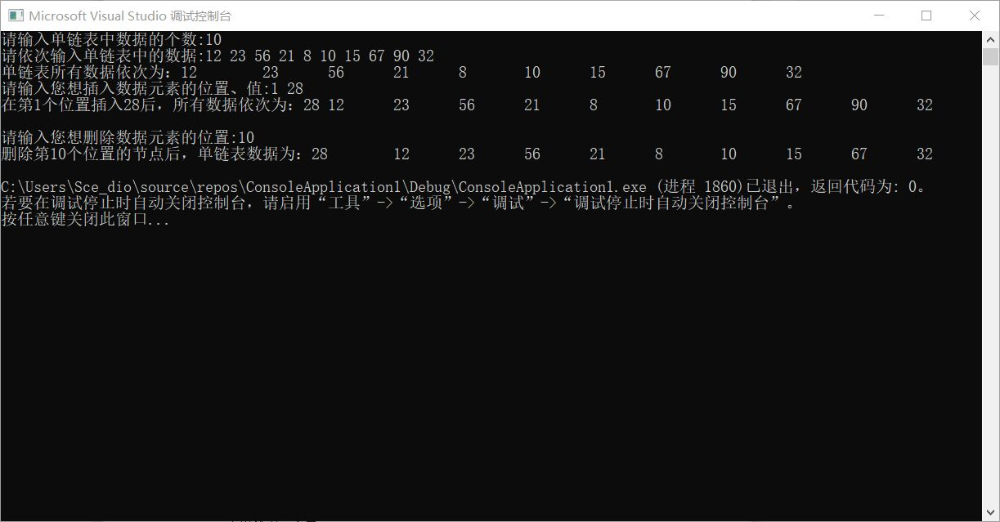 Microsoft Visual Studio 调试控制台
请输入单链表中数据的个数:10
请依次输入单链表中的数据:12 23 56 21 8 10 15 67 90 32
单链表所有数据依次为：12 23 56 21 8 10 15 67 90 32
请输入您想插入数据元素的位置、值:1 28
在第1个位置插入28后，所有数据依次为：28 12 23 56 21 8 10 15 67 90 32
请输入您想删除数据元素的位置:10
删除第10个位置的节点后，单链表数据为：28 12 23 56 21 8 10 15 67 32
C:\Users\Sce_dio\source\repos\ConsoleApplication1\Debug\ConsoleApplication1.exe (进程 1860)已退出，返回代码为: 0。
若要在调试停止时自动关闭控制台，请启用“工具”->“选项”->“调试”->“调试停止时自动关闭控制台”。
按任意键关闭此窗口...